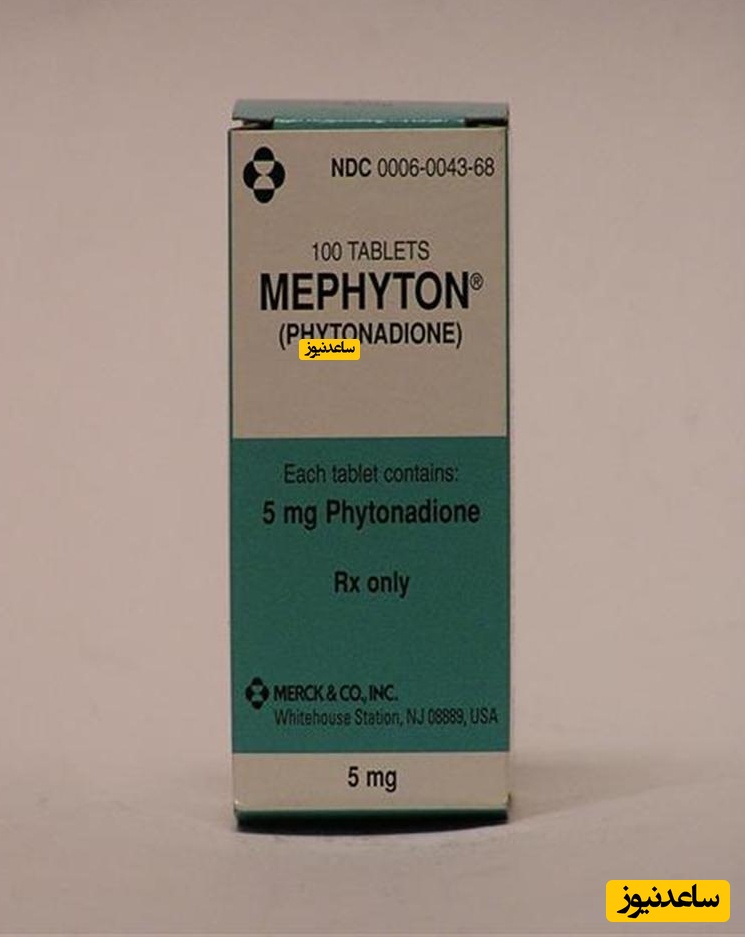 NDC 0006-0043-68
100 TABLETS
MEPHYTON®
(PHYTONADIONE)
ساعدنیوز
Each tablet contains:
5 mg Phytonadione
Rx only
MERCK & CO., INC.
Whitehouse Station, NJ 08889, USA
5 mg
ساعدنیوز